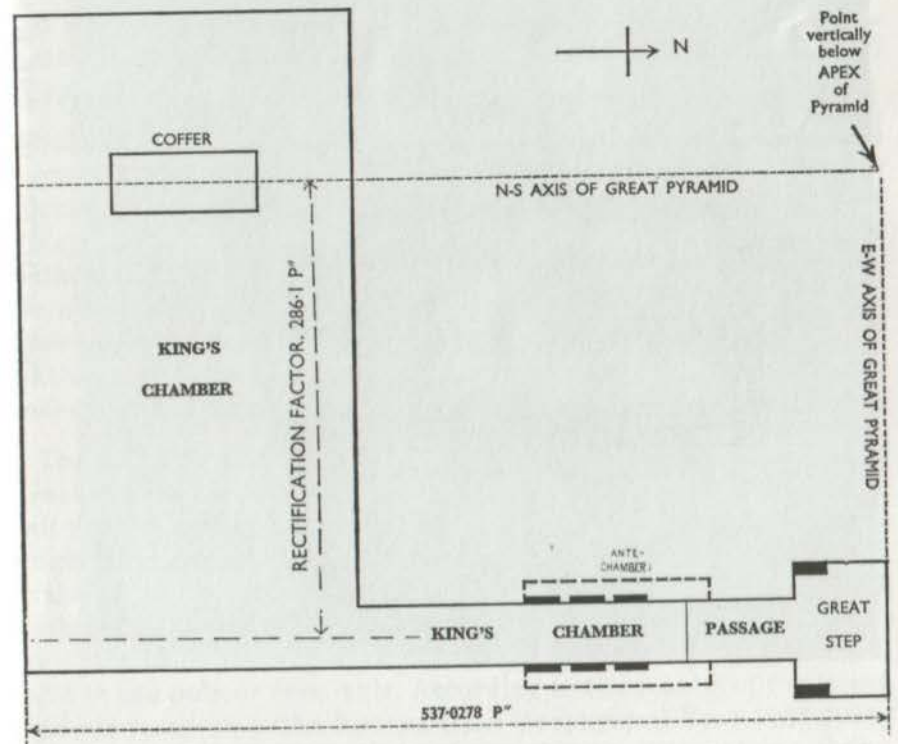 Point
vertically
below
APEX
of
Pyramid
N
COFFER
N-S AXIS OF GREAT PYRAMID
E-W AXIS OF GREAT PYRAMID
RECTIFICATION FACTOR, 286·1 P"
KING'S
CHAMBER
ANTE-
CHAMBER
KING'S CHAMBER PASSAGE
GREAT
STEP
537·0278 P"